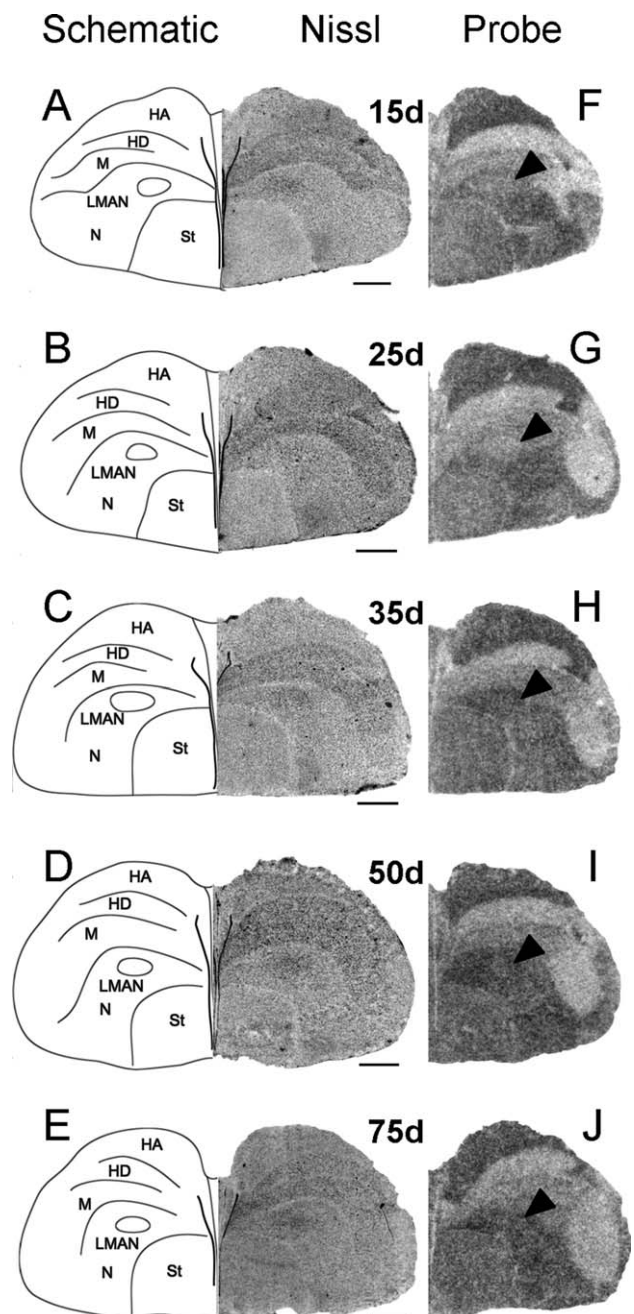 Schematic Nissl Probe
A 15d F
HA
HD
M
LMAN
N St
B 25d G
HA
HD
M
LMAN
N St
C 35d H
HA
HD
M
LMAN
N St
D 50d I
HA
HD
M
LMAN
N St
E 75d J
HA
HD
M
LMAN
N St